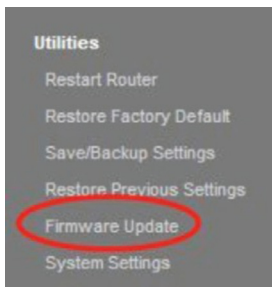 Utilities
Restart Router
Restore Factory Default
Save/Backup Settings
Restore Previous Settings
Firmware Update
System Settings